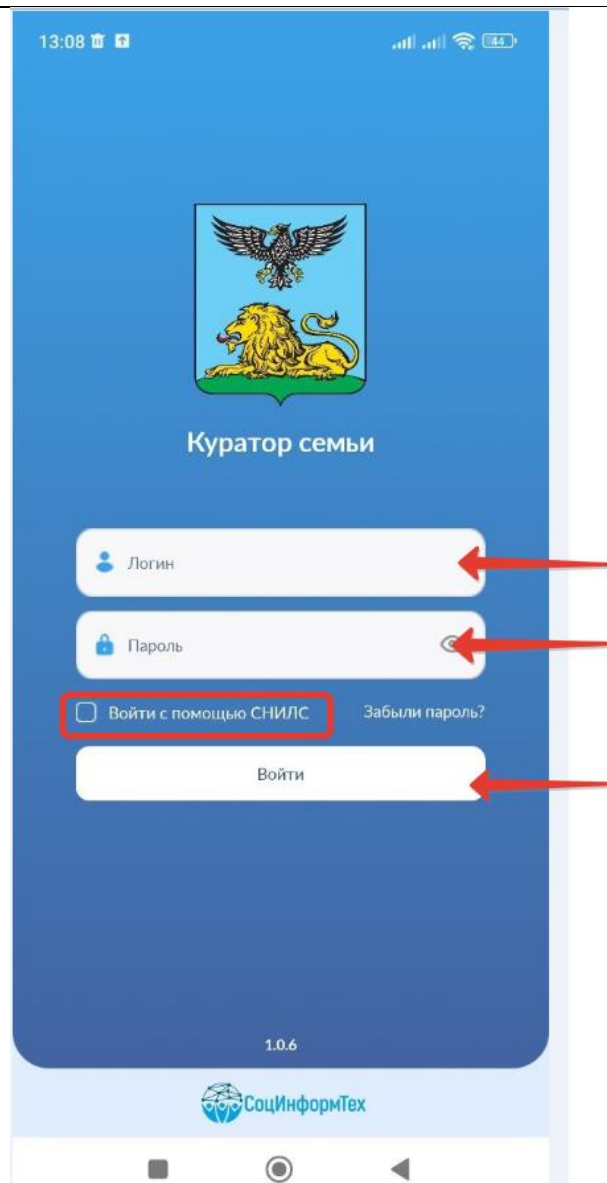 13:08
44
Куратор семьи
Логин
Пароль
Войти с помощью СНИЛС Забыли пароль?
Войти
1.0.6
СоцИнформТех